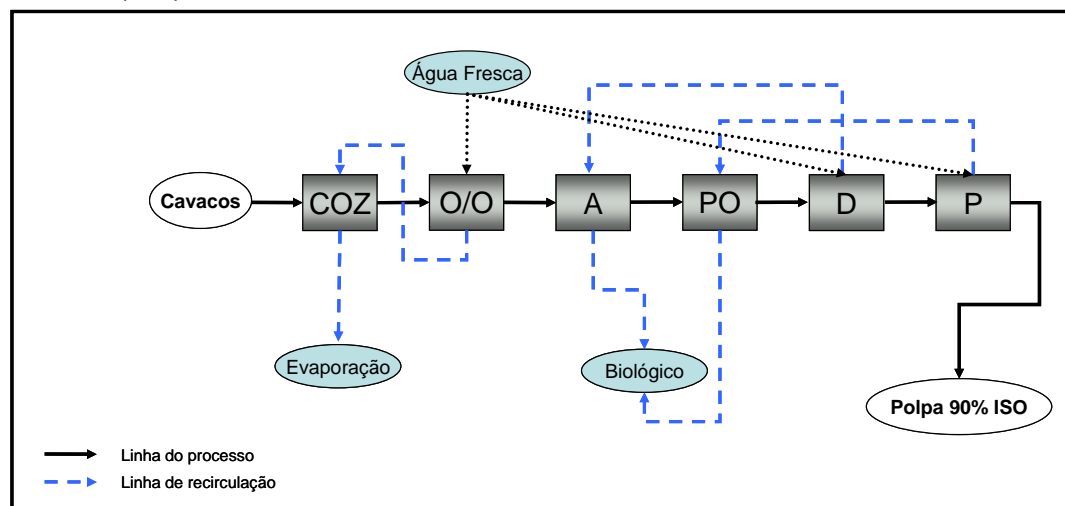 Água Fresca
Cavacos
COZ
O/O
A
PO
D
P
Evaporação
Biológico
Polpa 90% ISO
Linha do processo
Linha de recirculação